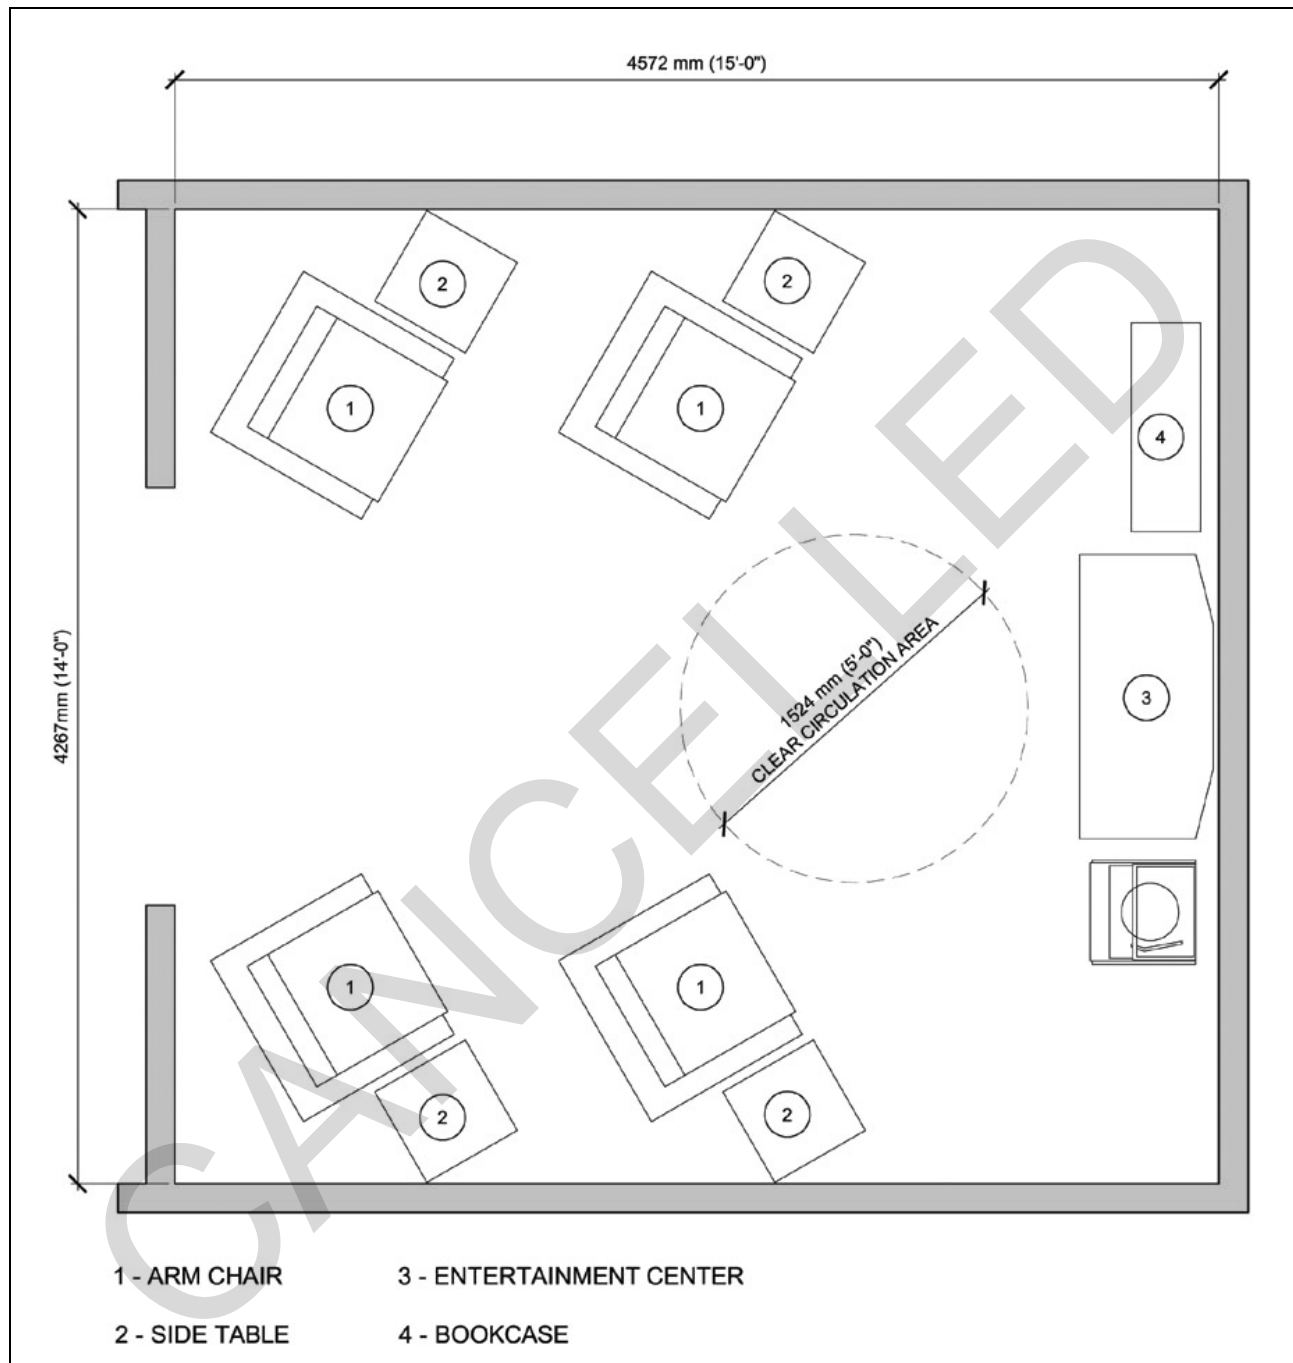 4572 mm (15'-0")
2
2
1
1
4
4267mm (14'-0")
1524 mm (5'-0")
CLEAR CIRCULATION AREA
3
1
1
2
2
CANCELLED
1 - ARM CHAIR
3 - ENTERTAINMENT CENTER
2 - SIDE TABLE
4 - BOOKCASE